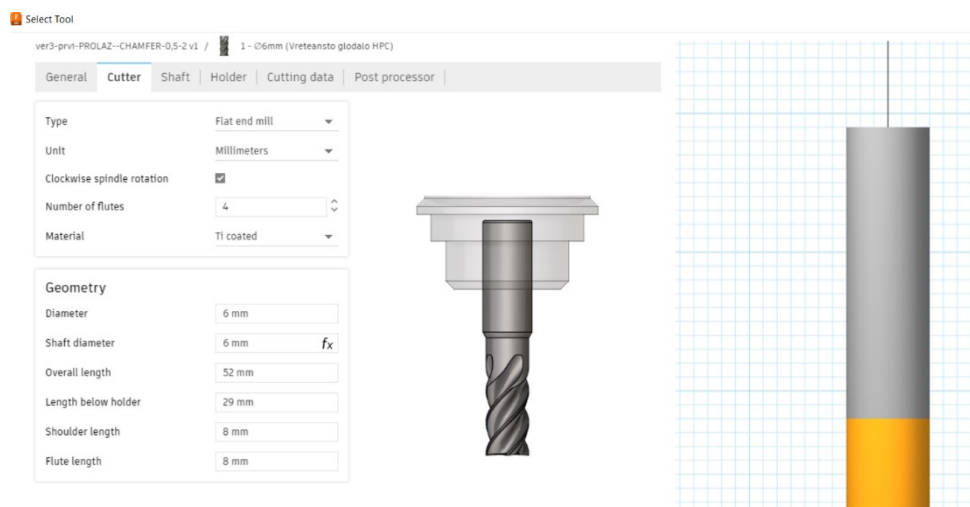 Select Tool
ver3-prvi-PROLAZ--CHAMFER-0,5-2 v1 / 1 - Ø6mm (Vreteansto glodalo HPC)
General Cutter Shaft Holder Cutting data Post processor
Type Flat end mill
Unit Millimeters
Clockwise spindle rotation
Number of flutes 4
Material Ti coated
Geometry
Diameter 6 mm
Shaft diameter 6 mm fx
Overall length 52 mm
Length below holder 29 mm
Shoulder length 8 mm
Flute length 8 mm